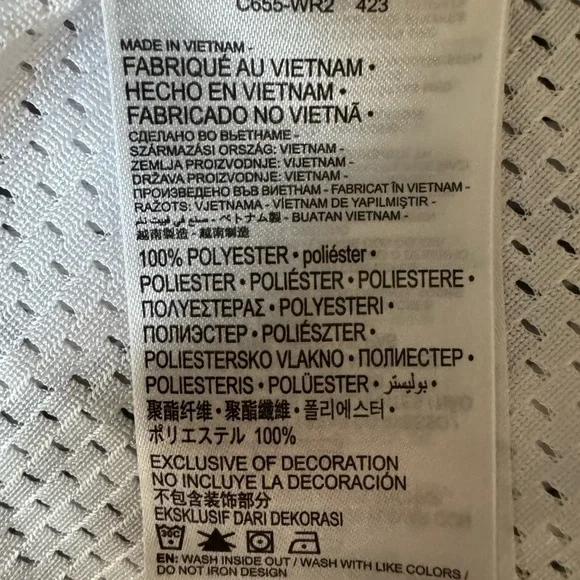 C655-WR2 423
MADE IN VIETNAM -
FABRIQUÉ AU VIETNAM •
HECHO EN VIETNAM •
FABRICADO NO VIETNÃ •
СДЕЛАНО ВО ВЬЕТНАМЕ -
SZÁRMAZÁSI ORSZÁG: VIETNAM -
ZEMLJA PROIZVODNJE: VIJETNAM -
DRŽAVA PROIZVODNJE: VIETNAM -
ПРОИЗВЕДЕНО ВЪВ ВИЕТНАМ - FABRICAT ÎN VIETNAM -
RAŽOTS: VJETNAMA - VİETNAM DE YAPILMIŞTIR -
صنع في فيتنام - ベトナム製 - BUATAN VIETNAM -
越南製造 - 越南制造 -
100% POLYESTER • poliéster •
POLIESTER • POLIÉSTER • POLIESTERE •
ΠΟΛΥΕΣΤΕΡΑΣ • POLYESTERI •
ПОЛИЭСТЕР • POLIÉSZTER •
POLIESTERSKO VLAKNO • ПОЛИЕСТЕР •
POLIESTERIS • POLÜESTER • بوليستر •
聚酯纤维 • 聚酯纖維 • 폴리에스터 •
ポリエステル 100%
EXCLUSIVE OF DECORATION
NO INCLUYE LA DECORACIÓN
不包含装饰部分
EKSKLUSIF DARI DEKORASI
30C
EN: WASH INSIDE OUT / WASH WITH LIKE COLORS /
DO NOT IRON DESIGN